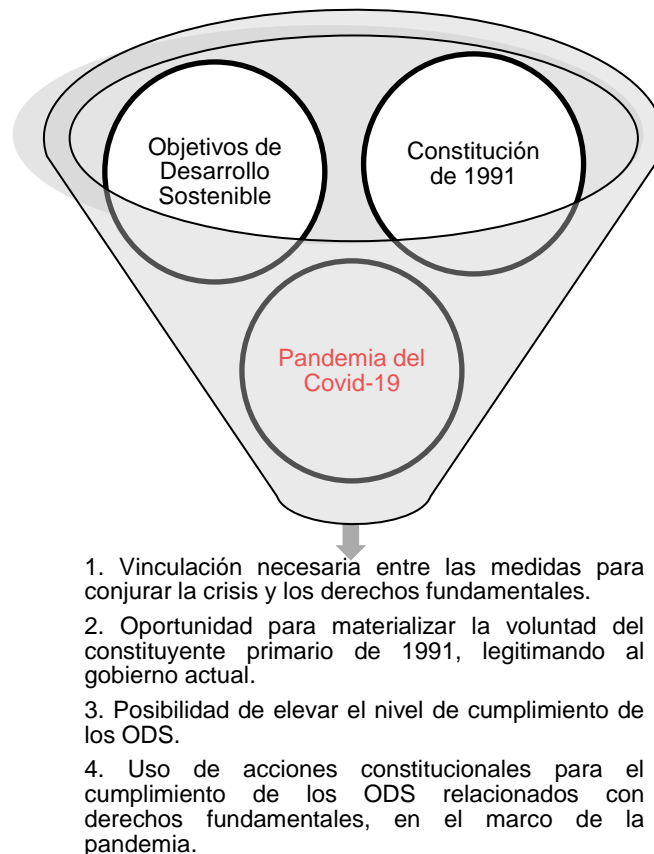 Objetivos de
Desarrollo
Sostenible
Constitución
de 1991
Pandemia del
Covid-19
1. Vinculación necesaria entre las medidas para
conjurar la crisis y los derechos fundamentales.
2. Oportunidad para materializar la voluntad del
constituyente primario de 1991, legitimando al
gobierno actual.
3. Posibilidad de elevar el nivel de cumplimiento de
los ODS.
4. Uso de acciones constitucionales para el
cumplimiento de los ODS relacionados con
derechos fundamentales, en el marco de la
pandemia.